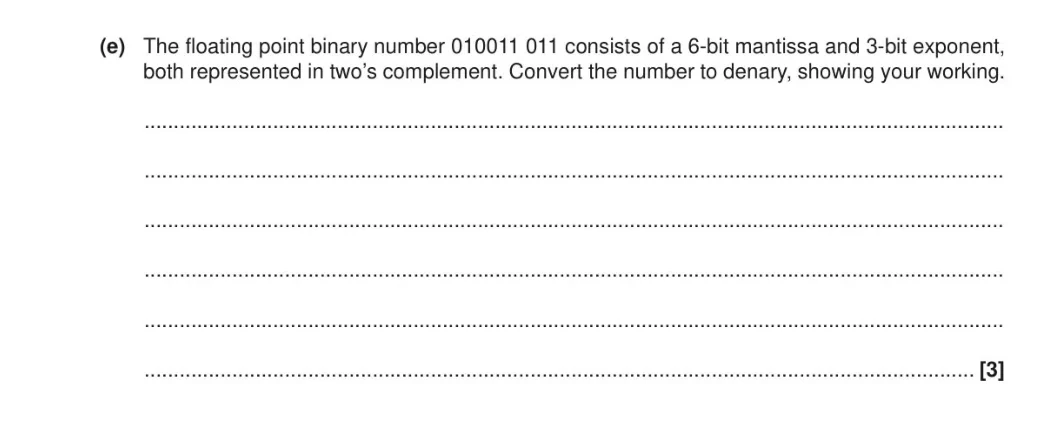 (e) The floating point binary number 010011 011 consists of a 6-bit mantissa and 3-bit exponent,
both represented in two's complement. Convert the number to denary, showing your working.
[3]